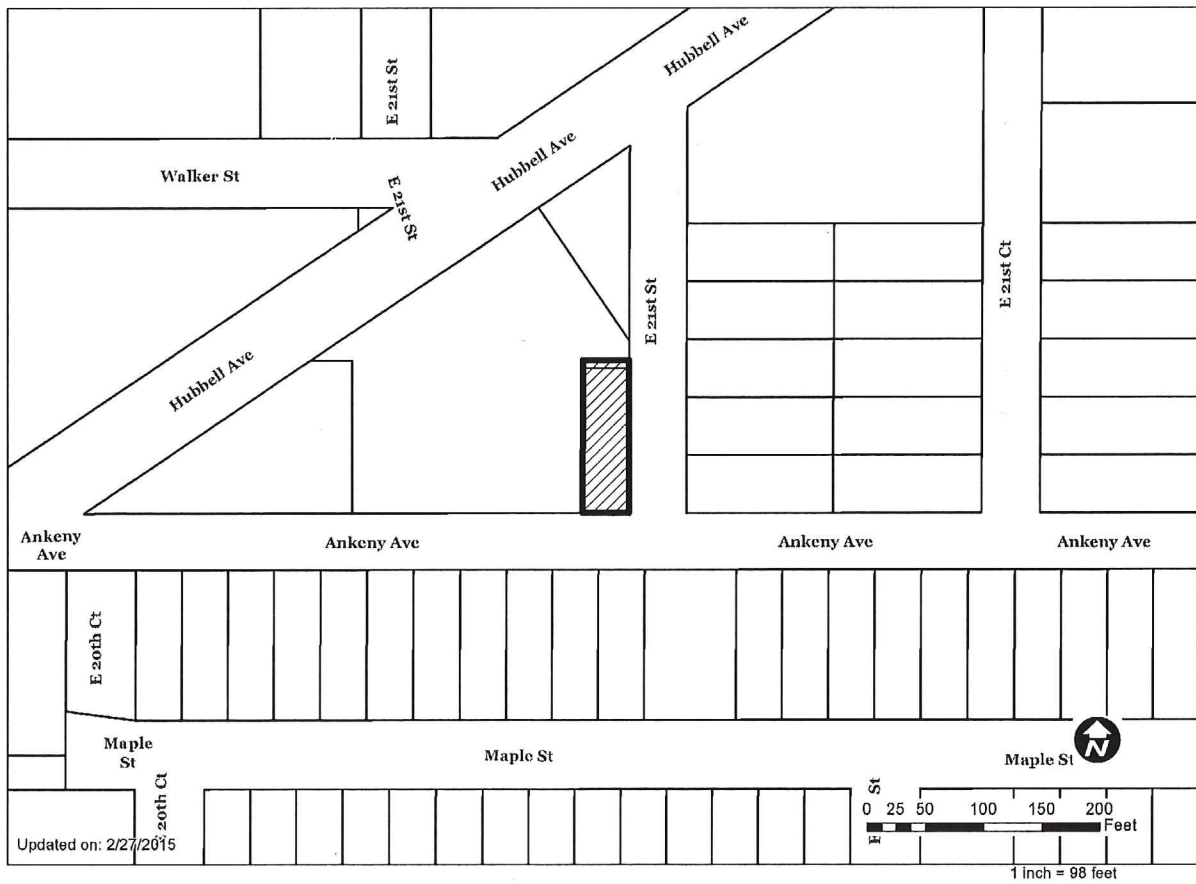 Hubbell Ave
E 21st St
Hubbell Ave
Walker St
E 21st St
E 21st St
E 21st Ct
Hubbell Ave
Ankeny
Ave
Ankeny Ave
Ankeny Ave
Ankeny Ave
E 20th Ct
Maple
St
Maple St
Maple St
N
E 20th Ct
St
0 25 50 100 150 200
Feet
Updated on: 2/27/2015
1 inch = 98 feet